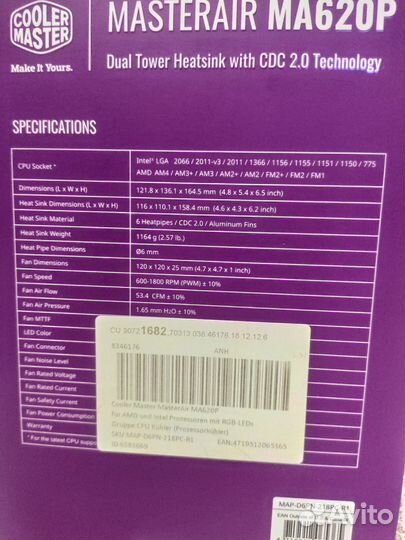 COOLER
MASTER
Make It Yours.
MASTERAIR MA620P
Dual Tower Heatsink with CDC 2.0 Technology
SPECIFICATIONS
CPU Socket * Intel® LGA 2066 / 2011-v3 / 2011 / 1366 / 1156 / 1155 / 1151 / 1150 / 775
AMD AM4 / AM3+ / AM3 / AM2+ / AM2 / FM2+ / FM2 / FM1
Dimensions (L x W x H) 121.8 x 136.1 x 164.5 mm (4.8 x 5.4 x 6.5 inch)
Heat Sink Dimensions (L x W x H) 116 x 110.1 x 158.4 mm (4.6 x 4.3 x 6.2 inch)
Heat Sink Material 6 Heatpipes / CDC 2.0 / Aluminum Fins
Heat Sink Weight 1164 g (2.57 lb.)
Heat Pipe Dimensions Ø6 mm
Fan Dimensions 120 x 120 x 25 mm (4.7 x 4.7 x 1 inch)
Fan Speed 600-1800 RPM (PWM) ± 10%
Fan Air Flow 53.4 CFM ± 10%
Fan Air Pressure 1.65 mm H₂O ± 10%
Fan MTTF
LED Color
Fan Connector
Fan Noise Level
Fan Rated Voltage
Fan Rated Current
Fan Safety Current
Fan Power Consumption
Warranty
* For the latest CPU support
1682
8346176 ANH
Cooler Master MasterAir MA620P
Für AMD und Intel Prozessoren mit RGB-LEDs
Gruppe CPU Kühler (Prozessorkühler)
SKU MAP-D6PN-218PC-R1 EAN:4719512065365
ID:6585669
MAP-D6PN-218PC-R1
Avito